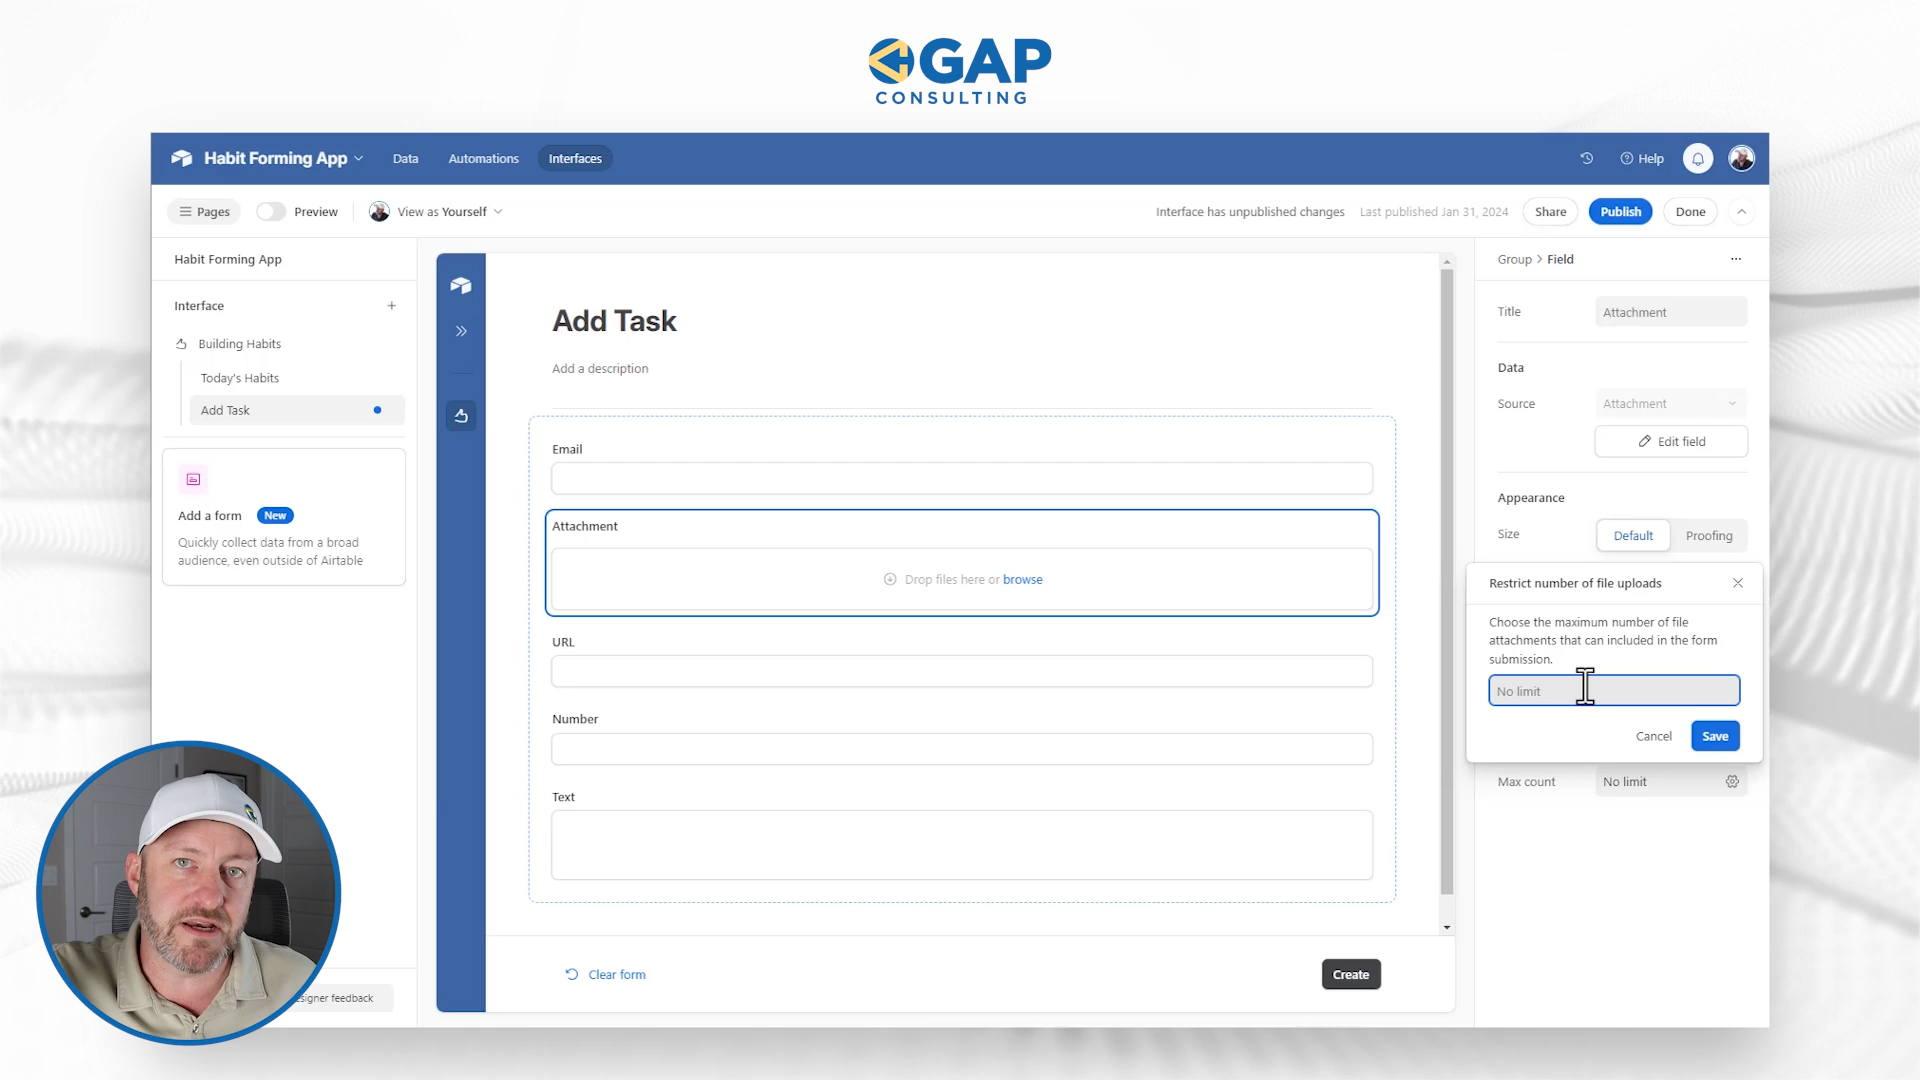 GAP
CONSULTING
Habit Forming App
Data
Automations
Interfaces
Help
Pages
Preview
View as Yourself
Interface has unpublished changes
Last published Jan 31, 2024
Share
Publish
Done
Habit Forming App
Interface
Building Habits
Today's Habits
Add Task
Add a form
New
Quickly collect data from a broad
audience, even outside of Airtable
Add Task
Add a description
Email
Attachment
Drop files here or browse
URL
Number
Text
Clear form
Create
Group > Field
Title
Attachment
Data
Source
Attachment
Edit field
Appearance
Size
Default
Proofing
Restrict number of file uploads
Choose the maximum number of file
attachments that can included in the form
submission.
No limit
Cancel
Save
Max count
No limit
feedback